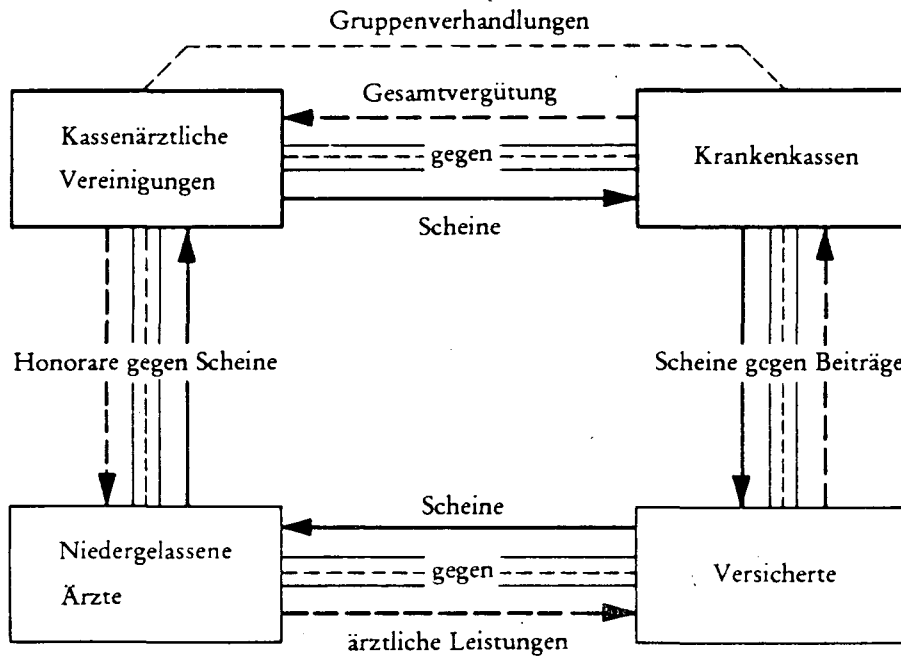 Gruppenverhandlungen
Gesamtvergütung
Kassenärztliche
Vereinigungen
gegen
Krankenkassen
Scheine
Honorare gegen Scheine
Scheine gegen Beiträge
Scheine
Niedergelassene
Ärzte
gegen
Versicherte
ärztliche Leistungen